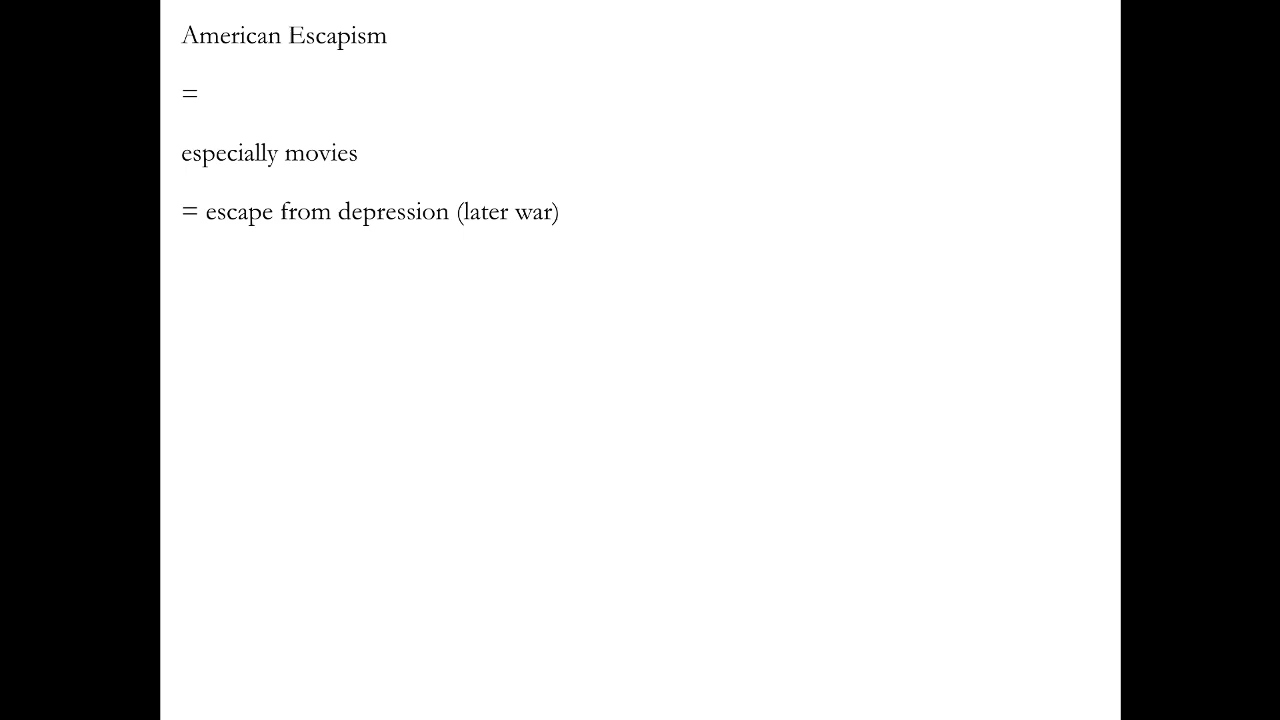 American Escapism
=
especially movies
= escape from depression (later war)